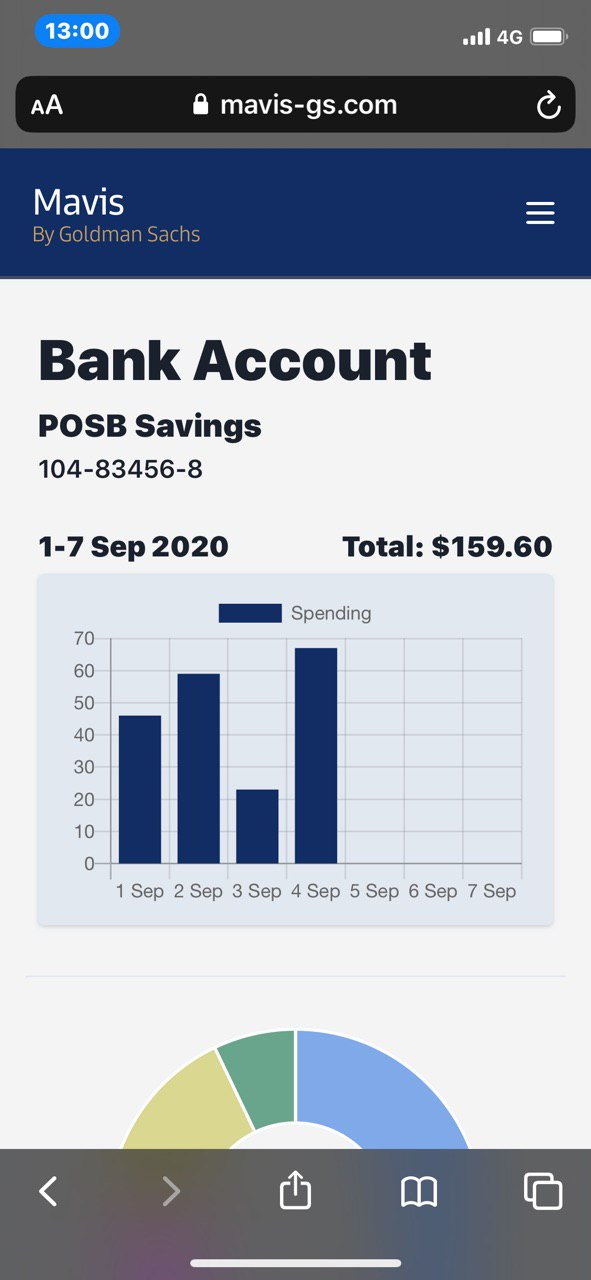 13:00 4G
AA mavis-gs.com
Mavis
By Goldman Sachs
Bank Account
POSB Savings
104-83456-8
1-7 Sep 2020 Total: $159.60
Spending
70
60
50
40
30
20
10
0
1 Sep 2 Sep 3 Sep 4 Sep 5 Sep 6 Sep 7 Sep